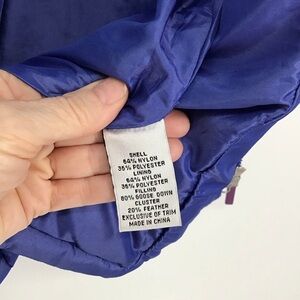 SHELL
64% NYLON
36% POLYESTER
LINING
64% NYLON
36% POLYESTER
FILLING
80% GOOSE DOWN
CLUSTER
20% FEATHER
EXCLUSIVE OF TRIM
MADE IN CHINA